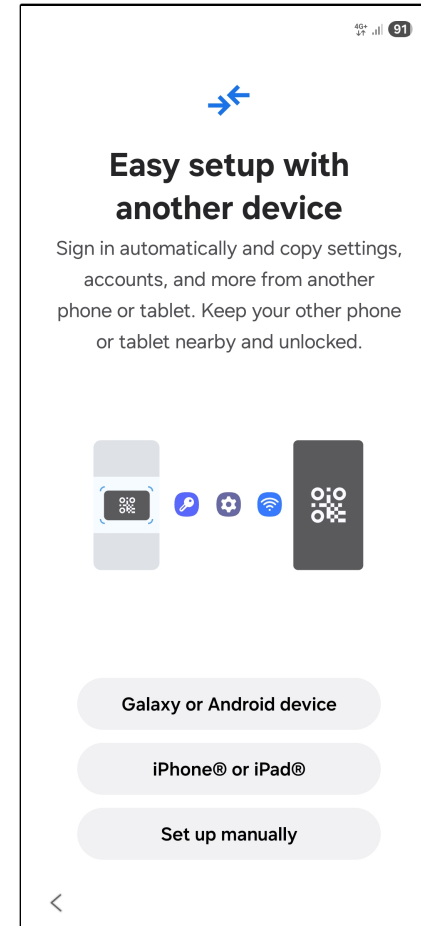 4G+
91
Easy setup with
another device
Sign in automatically and copy settings,
accounts, and more from another
phone or tablet. Keep your other phone
or tablet nearby and unlocked.
Galaxy or Android device
iPhone® or iPad®
Set up manually